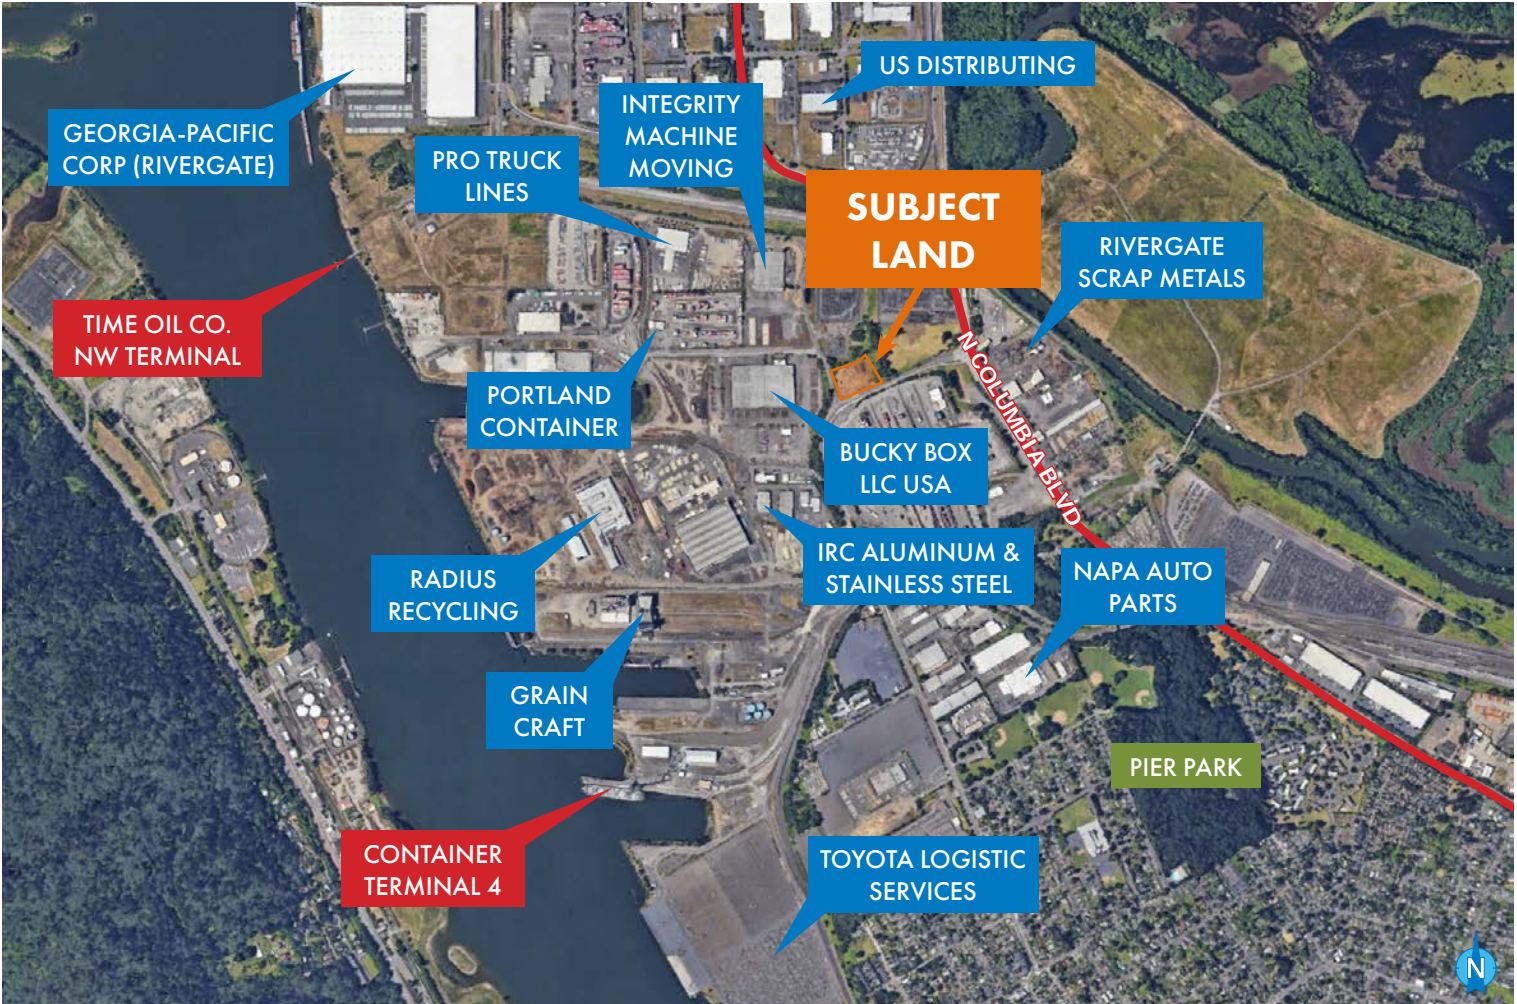 US DISTRIBUTING
INTEGRITY
MACHINE
MOVING
GEORGIA-PACIFIC
CORP (RIVERGATE)
PRO TRUCK
LINES
SUBJECT
LAND
RIVERGATE
SCRAP METALS
TIME OIL CO.
NW TERMINAL
N COLUMBIA BLVD
PORTLAND
CONTAINER
BUCKY BOX
LLC USA
IRC ALUMINUM &
STAINLESS STEEL
NAPA AUTO
PARTS
RADIUS
RECYCLING
GRAIN
CRAFT
PIER PARK
CONTAINER
TERMINAL 4
TOYOTA LOGISTIC
SERVICES
N